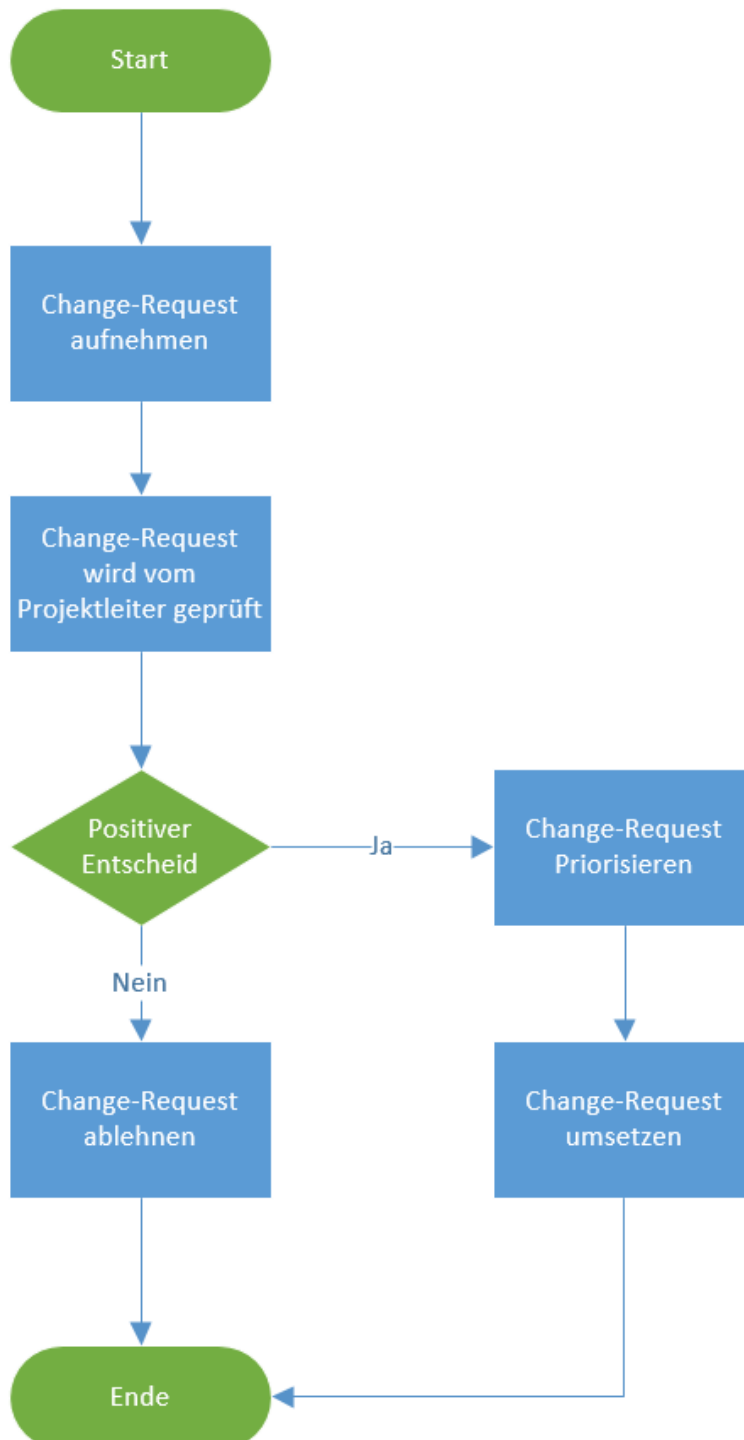 Start
Change-Request
aufnehmen
Change-Request
wird vom
Projektleiter geprüft
Positiver
Entscheid
Ja
Change-Request
Priorisieren
Nein
Change-Request
ablehnen
Change-Request
umsetzen
Ende